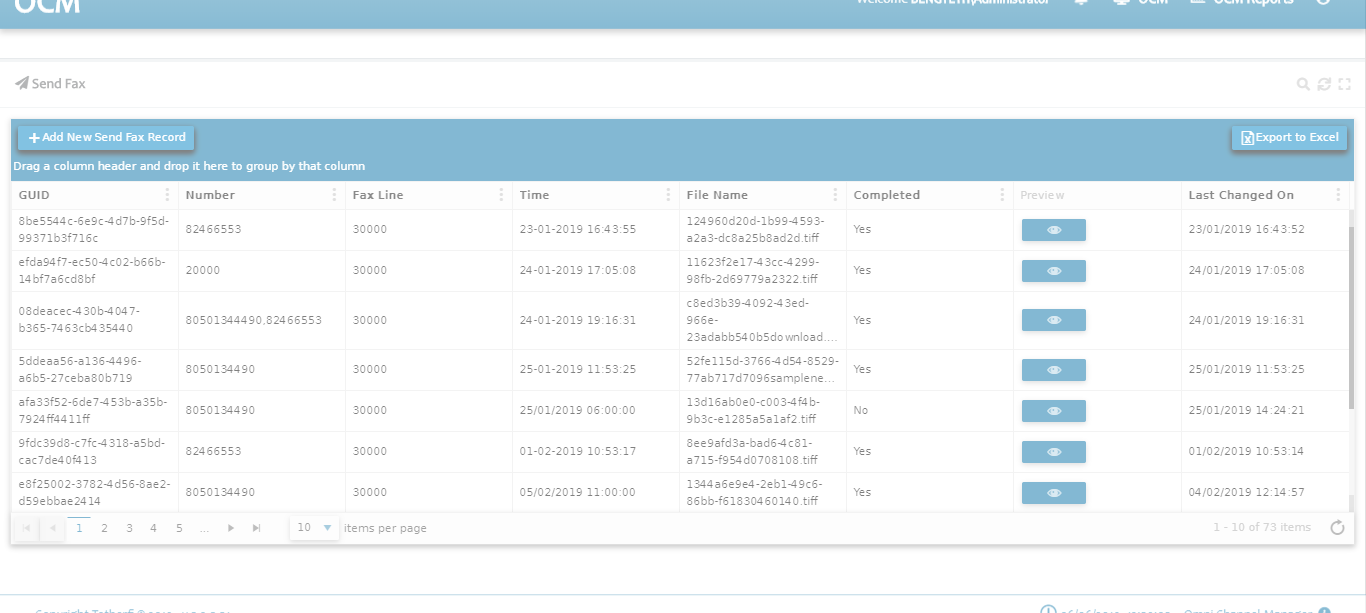 OCM
Welcome
OCM
OCM Reports
Send Fax
Add New Send Fax Record
Export to Excel
Drag a column header and drop it here to group by that column
GUID Number Fax Line Time File Name Completed Preview Last Changed On
8be5544c-6e9c-4d7b-9f5d-
99371b3f716c
82466553
30000
23-01-2019 16:43:55
124960d20d-1b99-4593-
a2a3-dc8a25b8ad2d.tiff
Yes
23/01/2019 16:43:52
efda94f7-ec50-4c02-b66b-
14bf7a6cd8bf
20000
30000
24-01-2019 17:05:08
11623f2e17-43cc-4299-
98fb-2d69779a2322.tiff
Yes
24/01/2019 17:05:08
08deacec-430b-4047-
b365-7463cb435440
80501344490,82466553
30000
24-01-2019 19:16:31
c8ed3b39-4092-43ed-
966e-
23adabb540b5do wnload....
Yes
24/01/2019 19:16:31
5ddeaa56-a136-4496-
a6b5-27ceba80b719
8050134490
30000
25-01-2019 11:53:25
52fe115d-3766-4d54-8529-
77ab717d7096samplene...
Yes
25/01/2019 11:53:25
afa33f52-6de7-453b-a35b-
7924ff4411ff
8050134490
30000
25/01/2019 06:00:00
13d16ab0e0-c003-4f4b-
9b3c-e1285a5a1af2.tiff
No
25/01/2019 14:24:21
9fdc39d8-c7fc-4318-a5bd-
cac7de40f413
82466553
30000
01-02-2019 10:53:17
8ee9afd3a-bad6-4c81-
a715-f954d0708108.tiff
Yes
01/02/2019 10:53:14
e8f25002-3782-4d56-8ae2-
d59ebbae2414
8050134490
30000
05/02/2019 11:00:00
1344a6e9e4-2eb1-49c6-
86bb-f61830460140.tiff
Yes
04/02/2019 12:14:57
1 2 3 4 5 ... 10 items per page
1 - 10 of 73 items